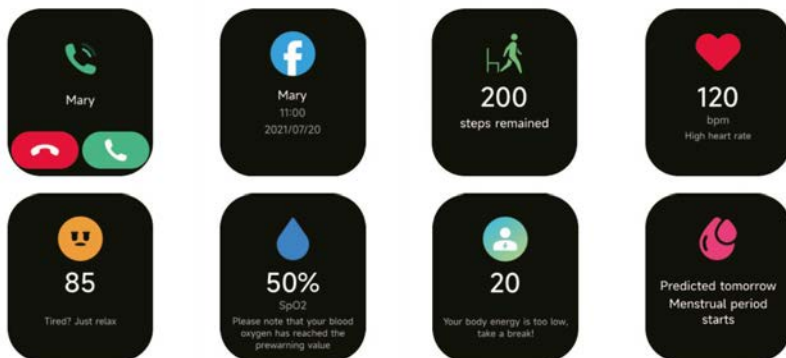 Mary
Mary
11:00
2021/07/20
200
steps remained
120
bpm
High heart rate
85
Tired? Just relax
50%
SpO2
Please note that your blood
oxygen has reached the
prewarning value
20
Your body energy is too low,
take a break!
Predicted tomorrow
Menstrual period
starts